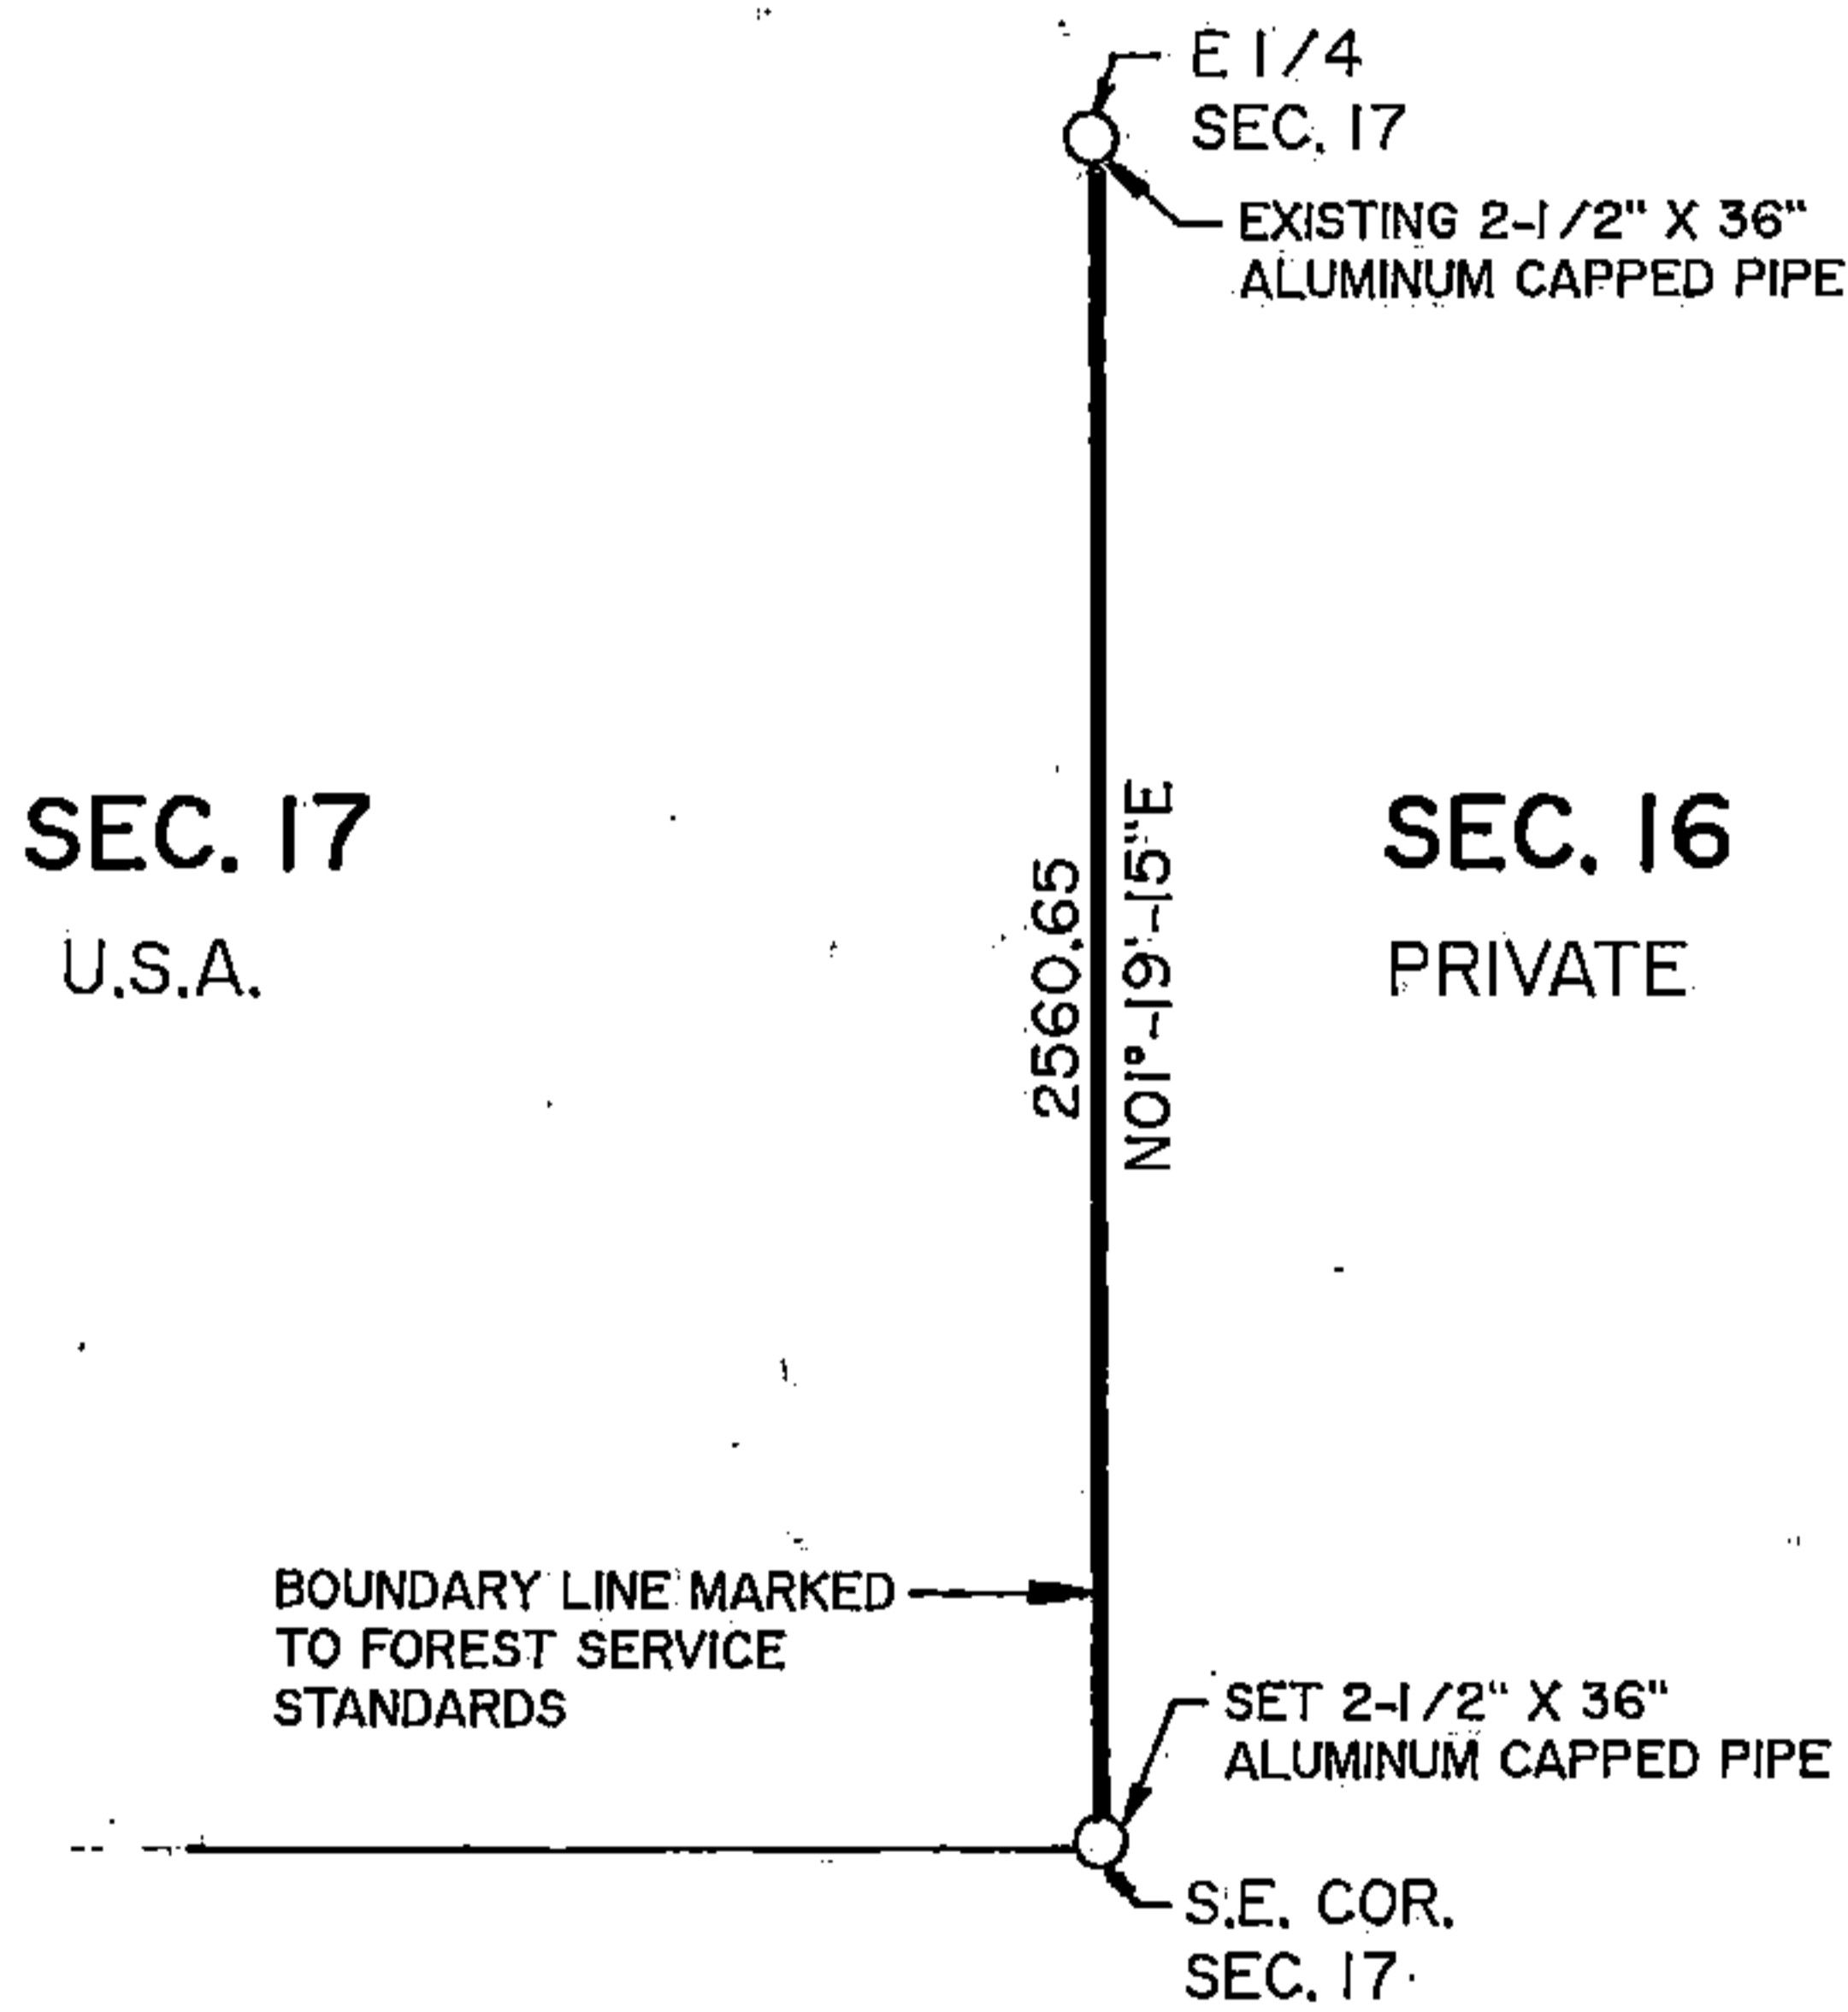 E 1/4
SEC. 17
EXISTING 2-1/2" X 36"
ALUMINUM CAPPED PIPE
SEC. 17
U.S.A.
2560.65
N01°-19'-15"E
SEC. 16
PRIVATE
BOUNDARY LINE MARKED
TO FOREST SERVICE
STANDARDS
SET 2-1/2" X 36"
ALUMINUM CAPPED PIPE
S.E. COR.
SEC. 17